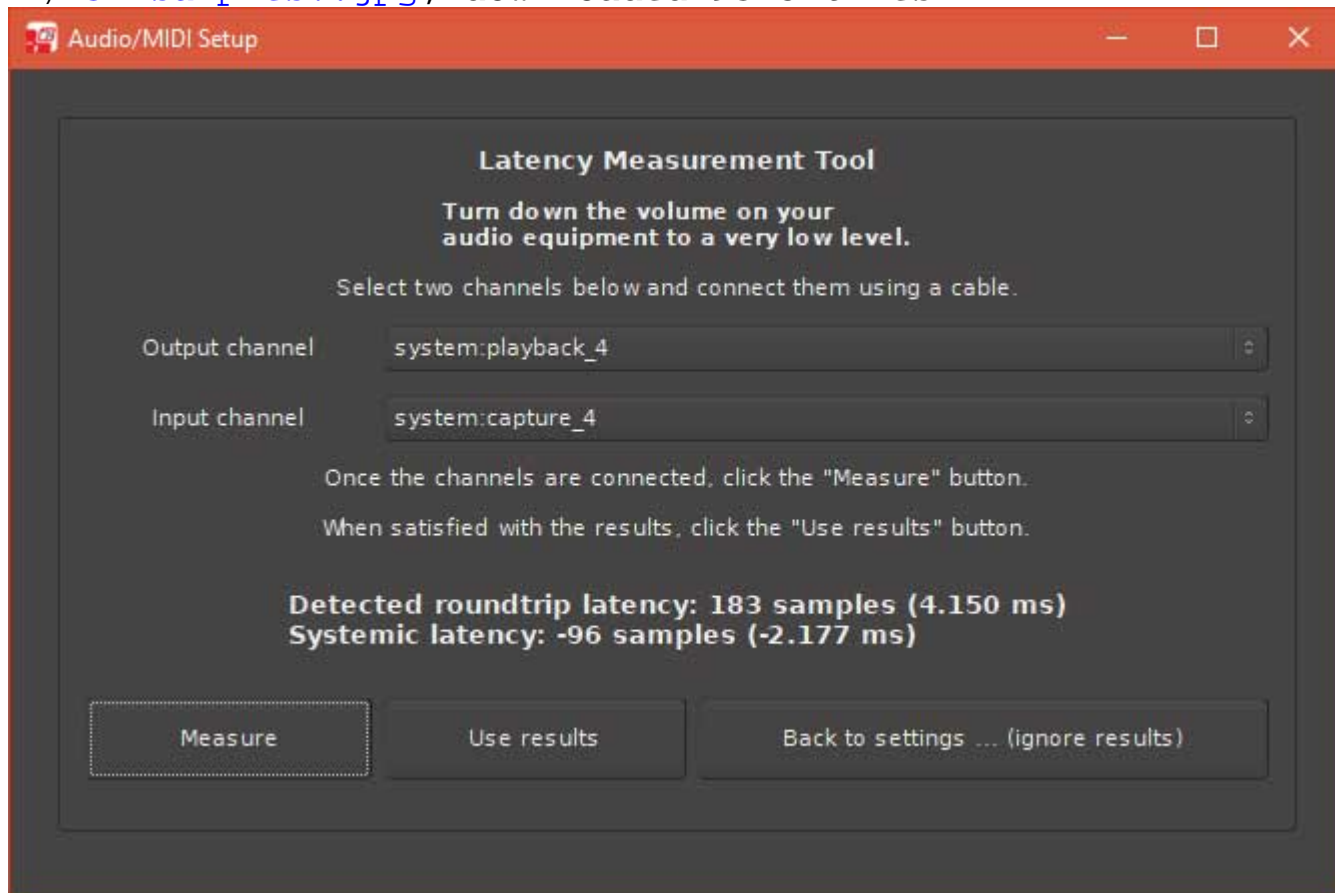 Audio/MIDI Setup
Latency Measurement Tool
Turn down the volume on your
audio equipment to a very low level.
Select two channels below and connect them using a cable.
Output channel system:playback_4
Input channel system:capture_4
Once the channels are connected, click the "Measure" button.
When satisfied with the results, click the "Use results" button.
Detected roundtrip latency: 183 samples (4.150 ms)
Systemic latency: -96 samples (-2.177 ms)
Measure Use results Back to settings ... (ignore results)